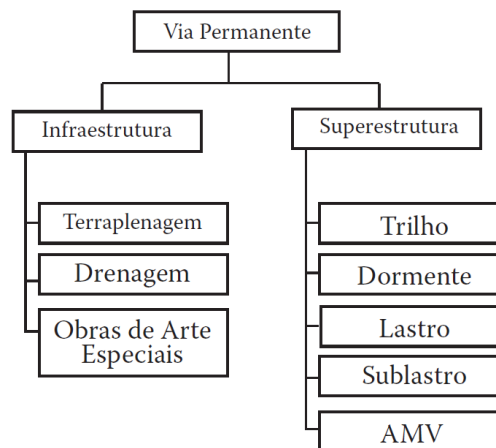 Via Permanente
Infraestrutura
Superestrutura
Terraplenagem
Drenagem
Obras de Arte
Especiais
Trilho
Dormente
Lastro
Sublastro
AMV